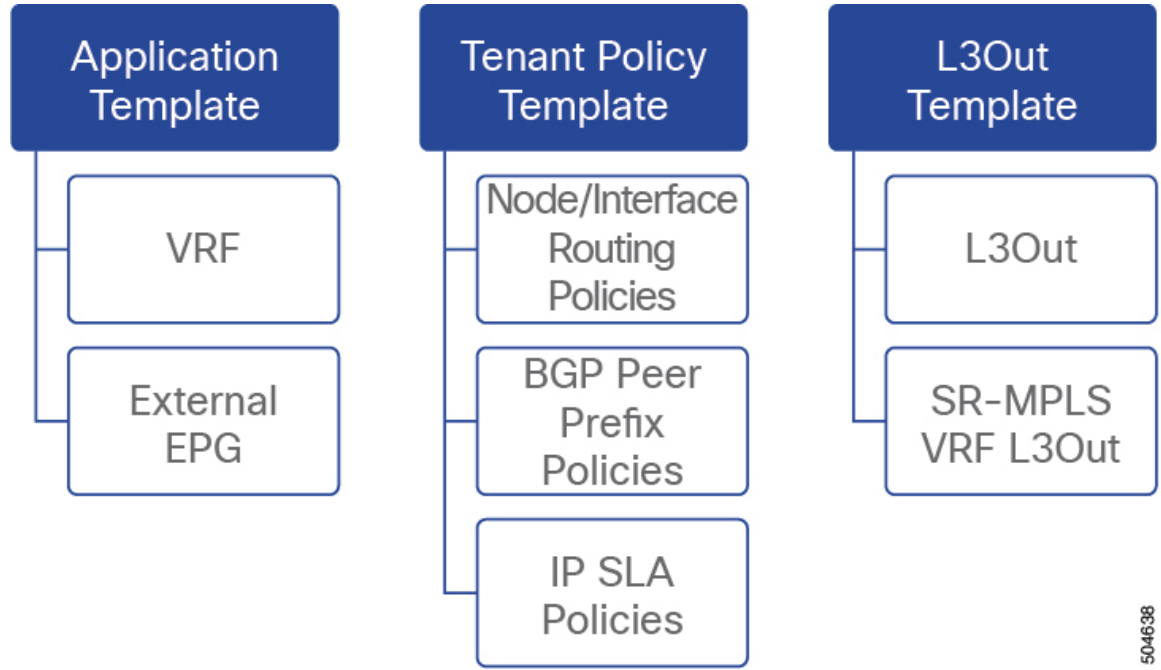 Application
Template
VRF
External
EPG
Tenant Policy
Template
Node/Interface
Routing
Policies
BGP Peer
Prefix
Policies
IP SLA
Policies
L3Out
Template
L3Out
SR-MPLS
VRF L3Out
504638